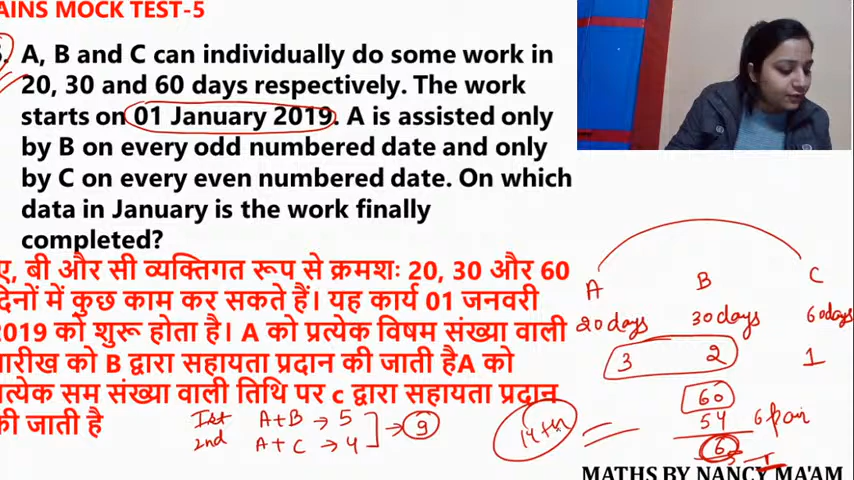 AINS MOCK TEST-5
A, B and C can individually do some work in
20, 30 and 60 days respectively. The work
starts on 01 January 2019. A is assisted only
by B on every odd numbered date and only
by C on every even numbered date. On which
data in January is the work finally
completed?
ए, बी और सी व्यक्तिगत रूप से क्रमशः 20, 30 और 60
दिनों में कुछ काम कर सकते हैं। यह कार्य 01 जनवरी
2019 को शुरू होता है। A को प्रत्येक विषम संख्या वाली
तारीख को B द्वारा सहायता प्रदान की जाती हैA को
प्रत्येक सम संख्या वाली तिथि पर c द्वारा सहायता प्रदान
की जाती है
A B C
20days 30days 60days
3 2 1
60
54 6 pair
6
5
1
Ist A+B → 5
2nd A+C → 4
→ 9
14th
MATHS BY NANCY MA'AM